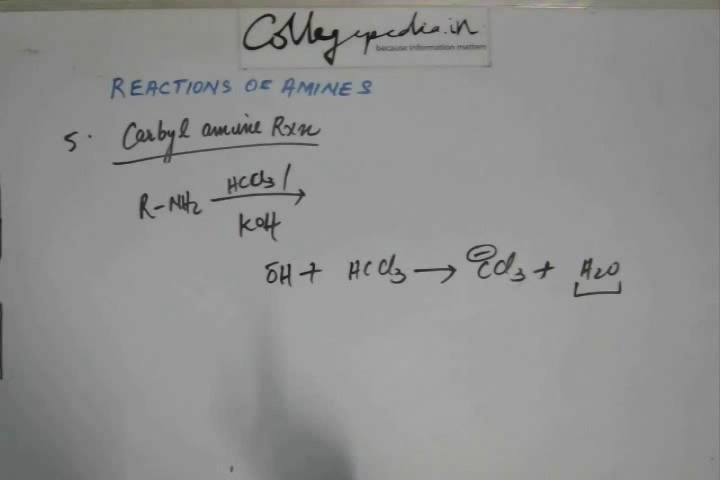 Collegepedia.in
because information matters
REACTIONS OF AMINES
5. Carbyl amine Rxn
R-NH2 HCCl3/ KOH →
ŌH + HCCl3 → ⊖CCl3 + H2O